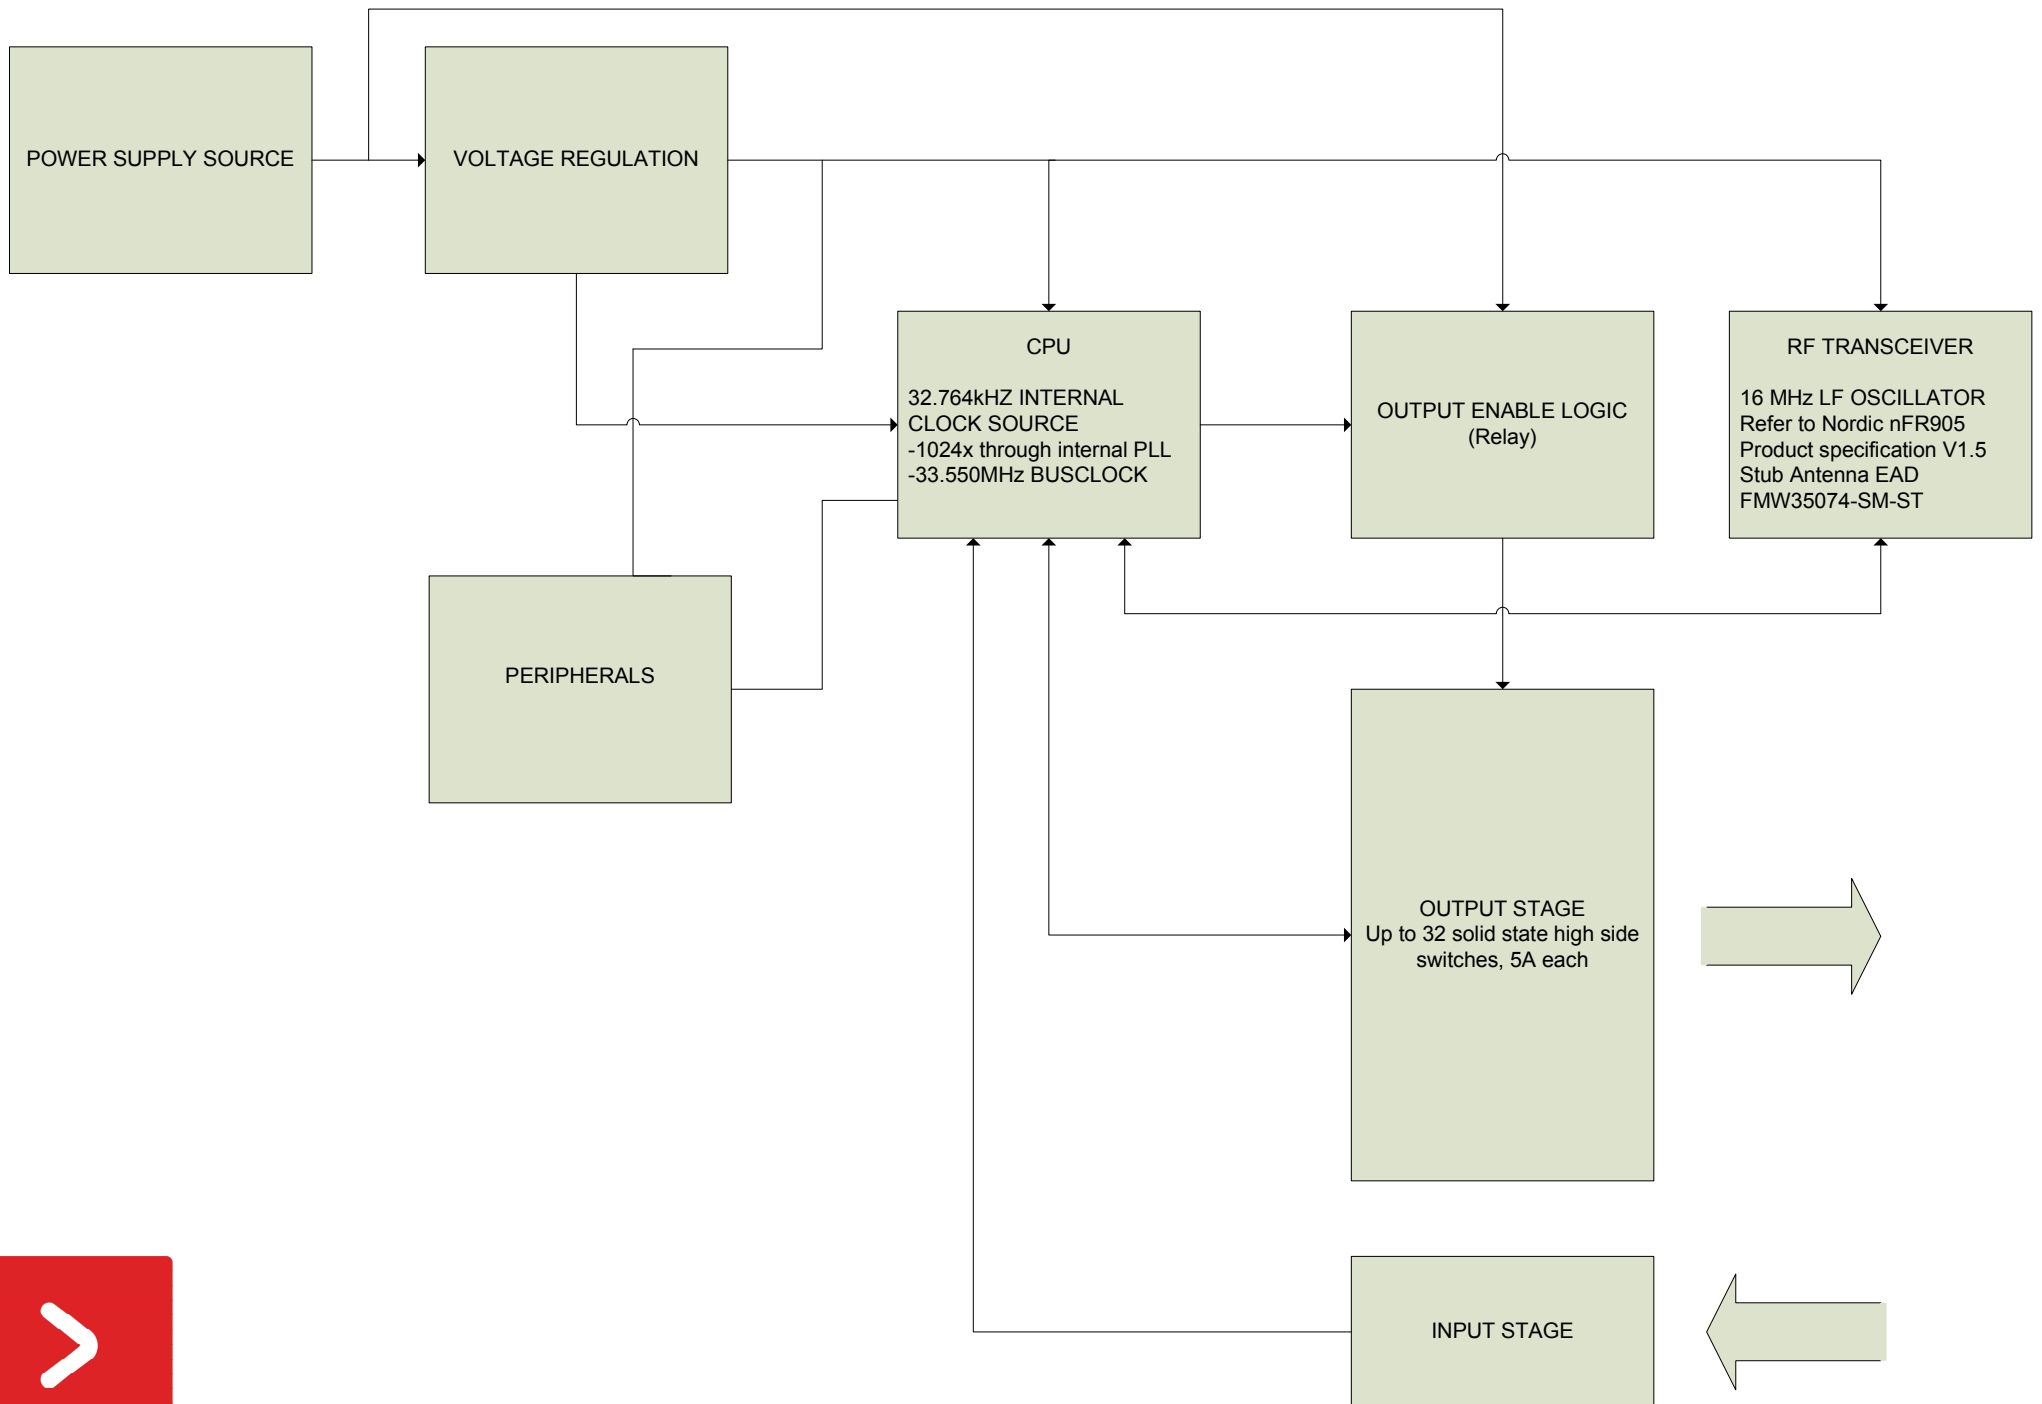 POWER SUPPLY SOURCE
VOLTAGE REGULATION
CPU
32.764kHZ INTERNAL
CLOCK SOURCE
-1024x through internal PLL
-33.550MHz BUSCLOCK
OUTPUT ENABLE LOGIC
(Relay)
RF TRANSCEIVER
16 MHz LF OSCILLATOR
Refer to Nordic nFR905
Product specification V1.5
Stub Antenna EAD
FMW35074-SM-ST
PERIPHERALS
OUTPUT STAGE
Up to 32 solid state high side
switches, 5A each
INPUT STAGE